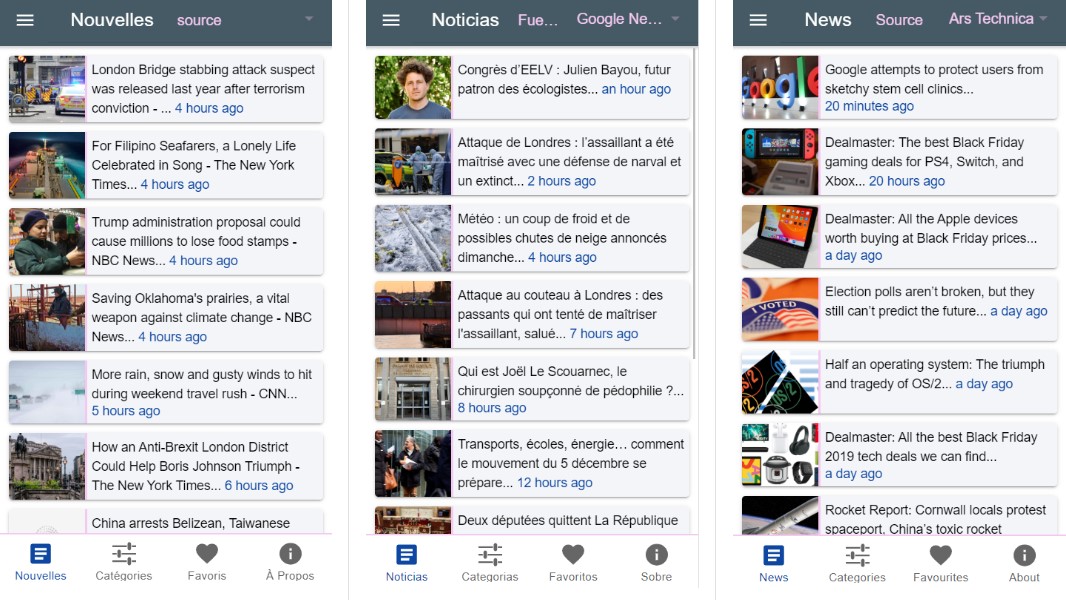 Nouvelles source
London Bridge stabbing attack suspect
was released last year after terrorism
conviction - ... 4 hours ago
For Filipino Seafarers, a Lonely Life
Celebrated in Song - The New York
Times... 4 hours ago
Trump administration proposal could
cause millions to lose food stamps -
NBC News... 4 hours ago
Saving Oklahoma's prairies, a vital
weapon against climate change - NBC
News... 4 hours ago
More rain, snow and gusty winds to hit
during weekend travel rush - CNN...
5 hours ago
How an Anti-Brexit London District
Could Help Boris Johnson Triumph -
The New York Times... 6 hours ago
China arrests Belizean, Taiwanese
Nouvelles Catégories Favoris À Propos
Noticias Fue... Google Ne...
Congrès d'EELV : Julien Bayou, futur
patron des écologistes... an hour ago
Attaque de Londres : l'assaillant a été
maîtrisé avec une défense de narval et
un extinct... 2 hours ago
Météo : un coup de froid et de
possibles chutes de neige annoncés
dimanche... 4 hours ago
Attaque au couteau à Londres : des
passants qui ont tenté de maîtriser
l'assaillant, salué... 7 hours ago
Qui est Joël Le Scouarnec, le
chirurgien soupçonné de pédophilie ?...
8 hours ago
Transports, écoles, énergie… comment
le mouvement du 5 décembre se
prépare... 12 hours ago
Deux députées quittent La République
Noticias Categorias Favoritos Sobre
News Source Ars Technica
Google attempts to protect users from
sketchy stem cell clinics...
20 minutes ago
Dealmaster: The best Black Friday
gaming deals for PS4, Switch, and
Xbox... 20 hours ago
Dealmaster: All the Apple devices
worth buying at Black Friday prices...
a day ago
I VOTED
Election polls aren't broken, but they
still can't predict the future... a day ago
Half an operating system: The triumph
and tragedy of OS/2... a day ago
Dealmaster: All the best Black Friday
2019 tech deals we can find...
a day ago
Rocket Report: Cornwall locals protest
spaceport, China's toxic rocket
News Categories Favourites About